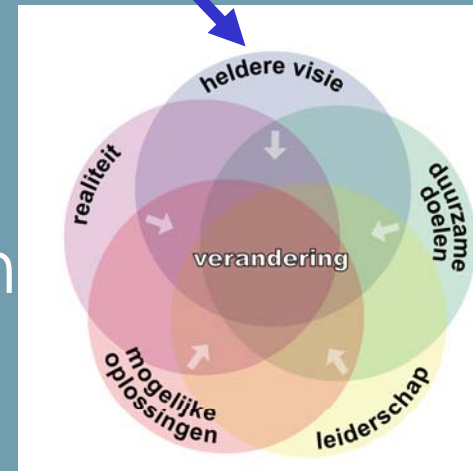 heldere visie
realiteit
duurzame
doelen
verandering
mogelijke
oplossingen
leiderschap